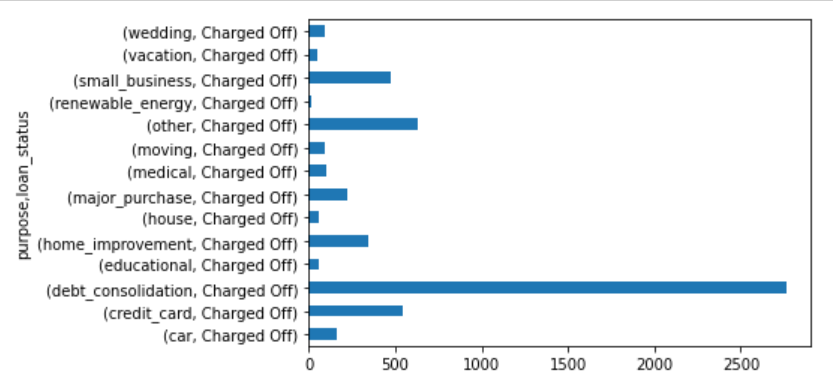 purpose,loan_status
(wedding, Charged Off)
(vacation, Charged Off)
(small_business, Charged Off)
(renewable_energy, Charged Off)
(other, Charged Off)
(moving, Charged Off)
(medical, Charged Off)
(major_purchase, Charged Off)
(house, Charged Off)
(home_improvement, Charged Off)
(educational, Charged Off)
(debt_consolidation, Charged Off)
(credit_card, Charged Off)
(car, Charged Off)
0 500 1000 1500 2000 2500